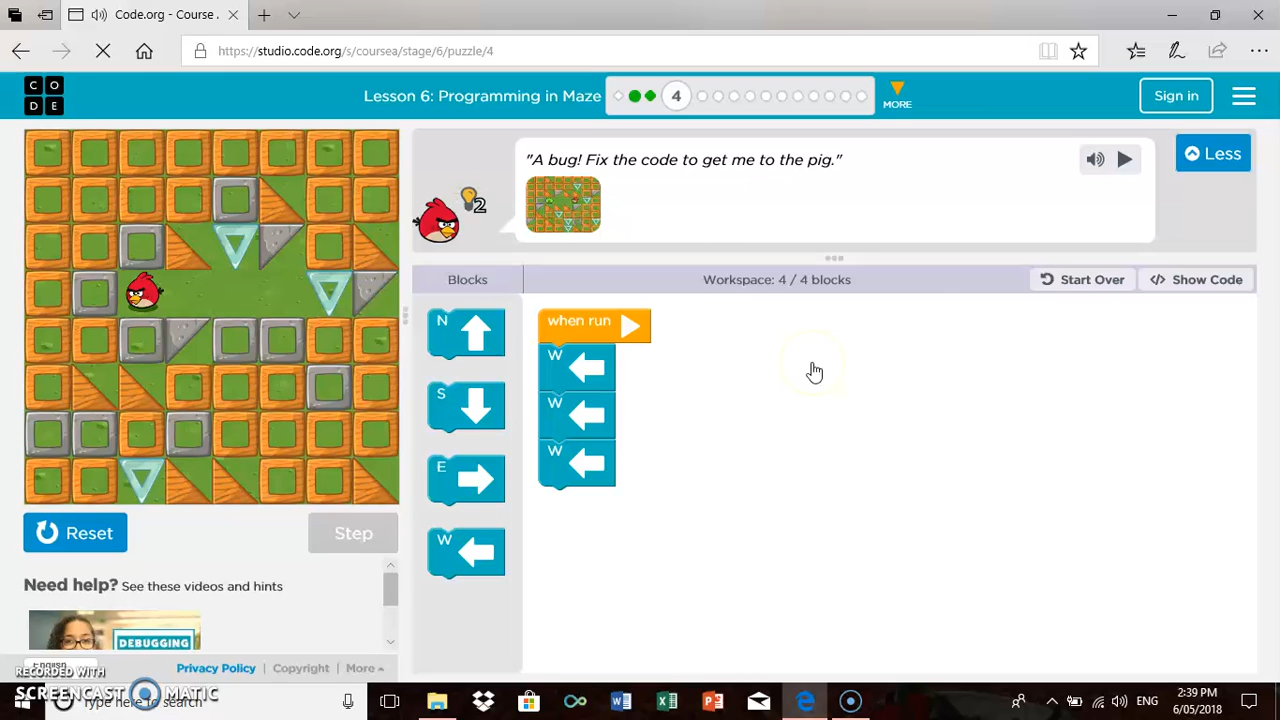 Code.org - Course A
https://studio.code.org/s/coursea/stage/6/puzzle/4
C O
D E
Lesson 6: Programming in Maze
4
MORE
Sign in
"A bug! Fix the code to get me to the pig."
Less
2
Blocks
Workspace: 4 / 4 blocks
Start Over
</> Show Code
N
S
E
W
when run
W
W
W
Reset
Step
Need help? See these videos and hints
DEBUGGING
English
Privacy Policy | Copyright | More
RECORDED WITH
SCREENCAST MATIC
Type here to search
ENG
2:39 PM
6/05/2018